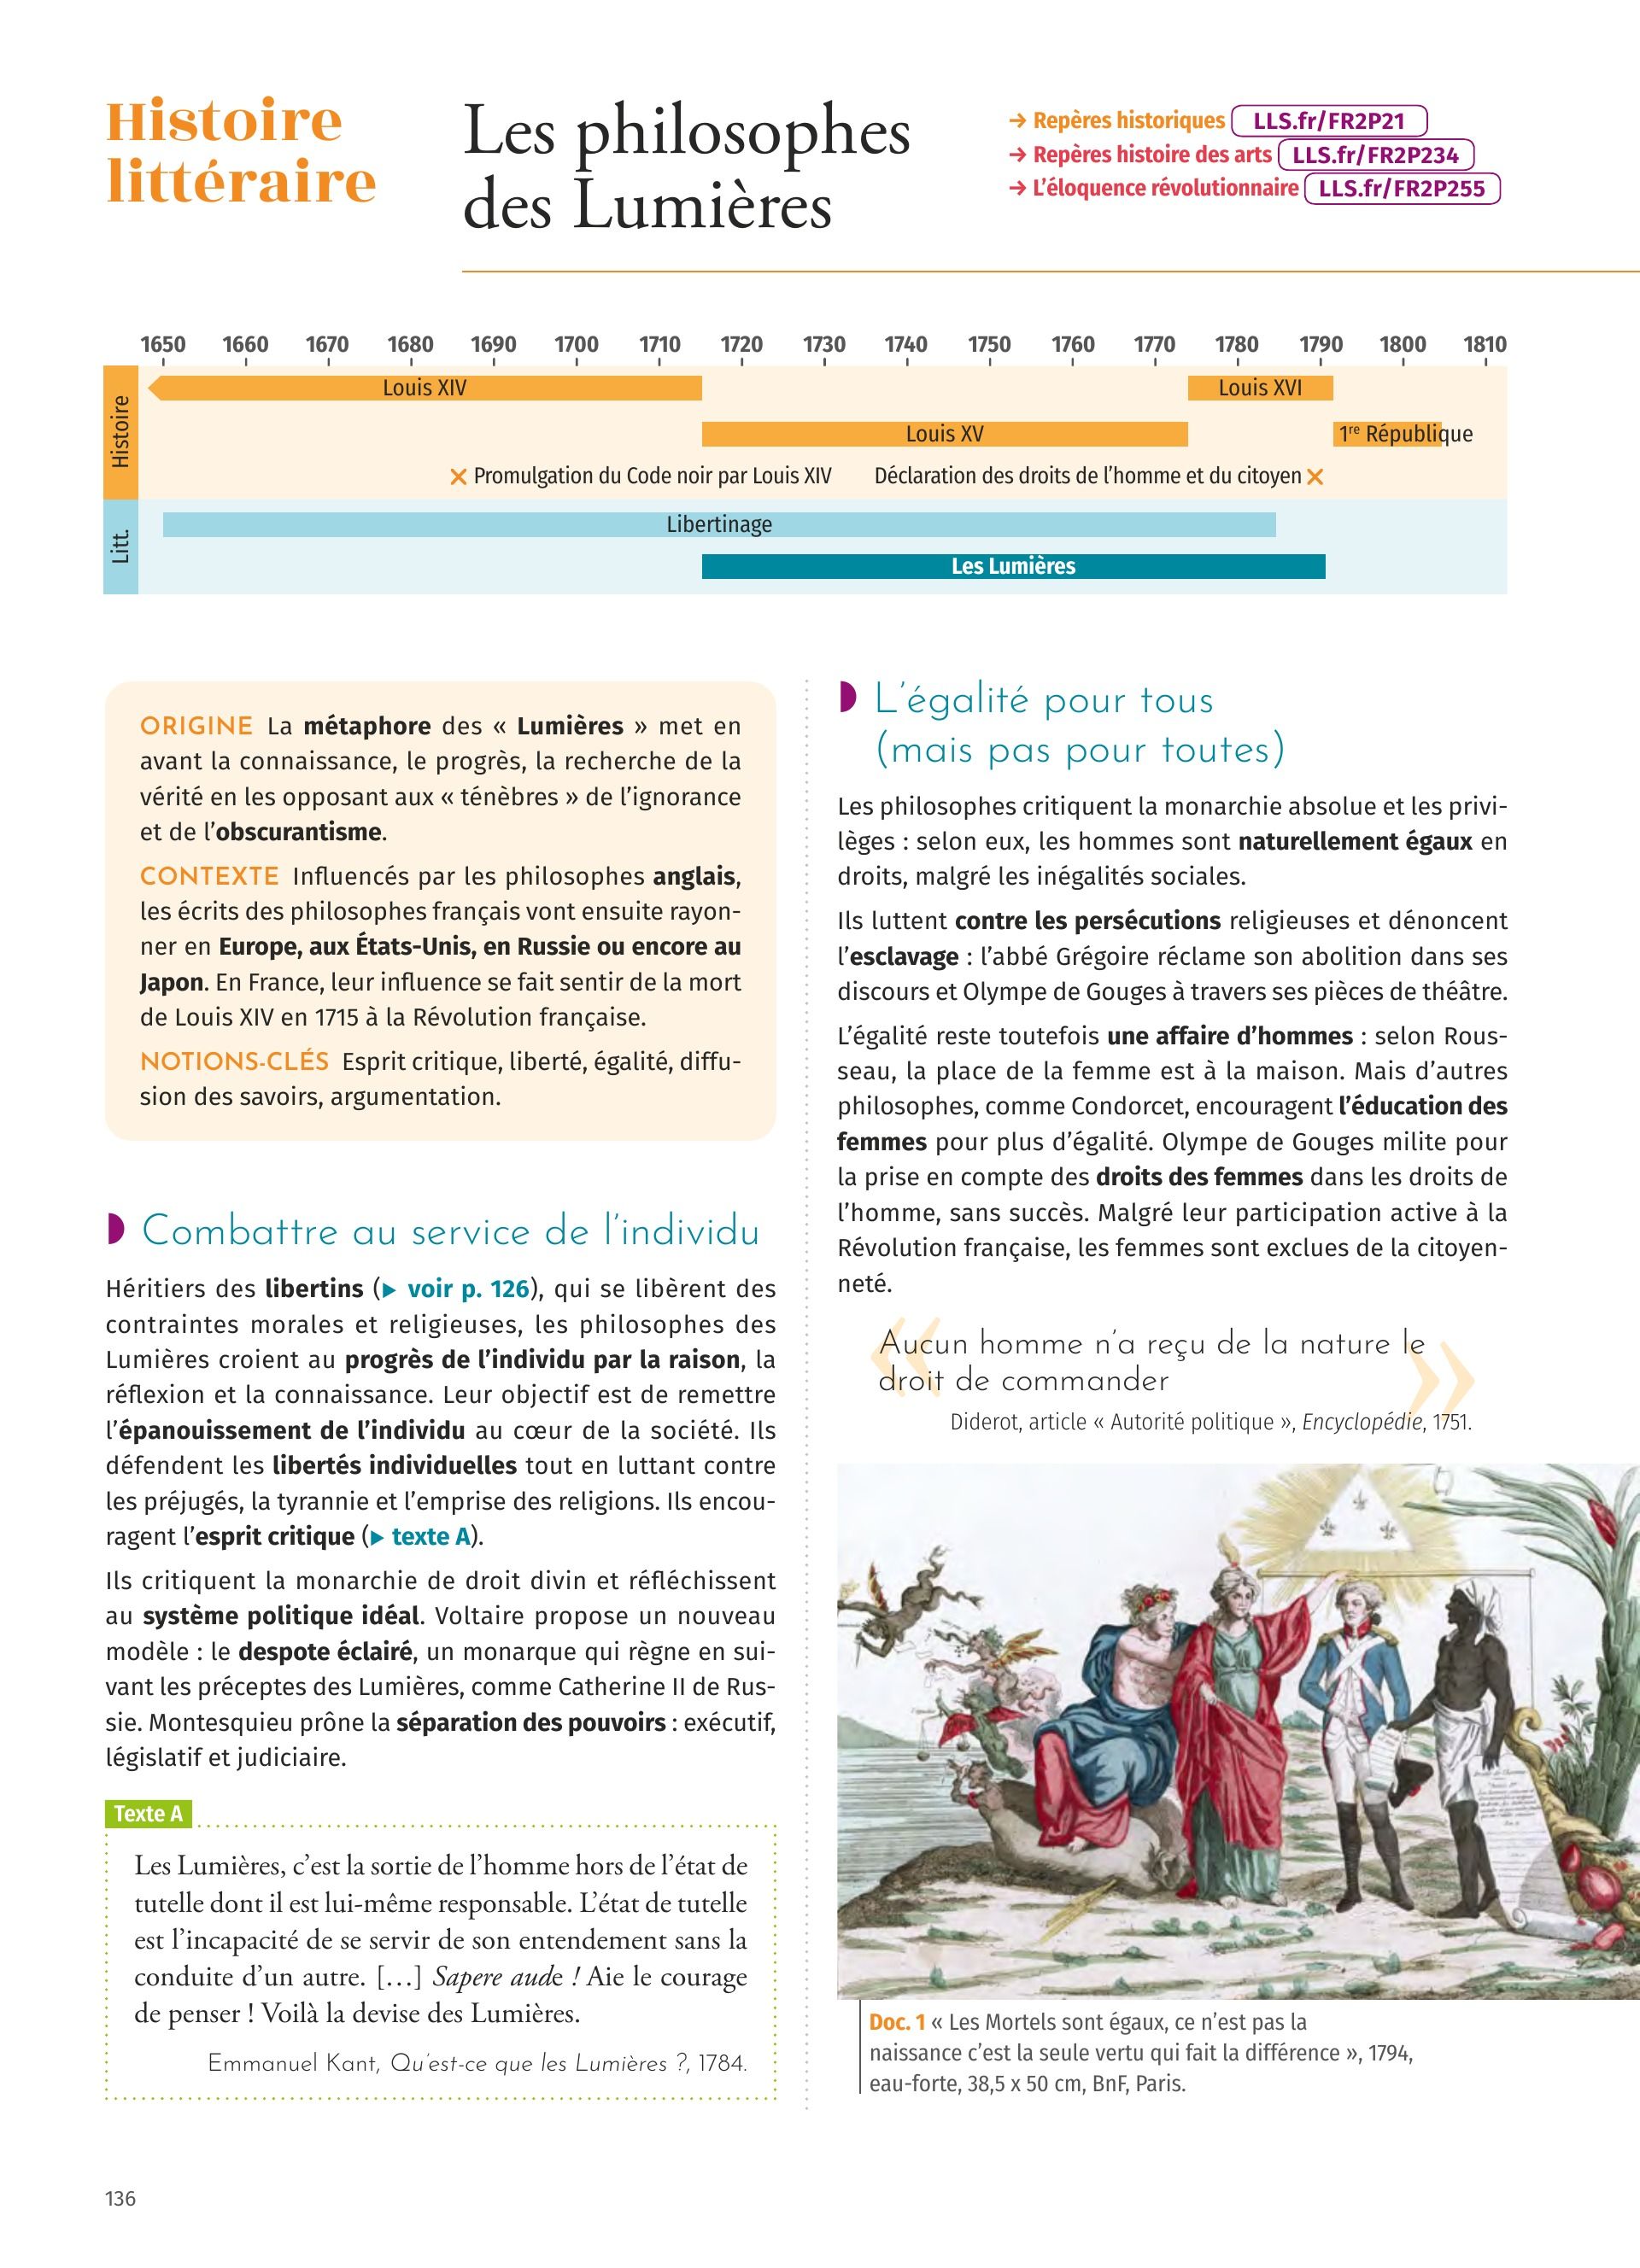 Histoire
littéraire
Les philosophes
des Lumières
→ Repères historiques LLS.fr/FR2P21
→ Repères histoire des arts LLS.fr/FR2P234
→ L’éloquence révolutionnaire LLS.fr/FR2P255
1650 1660 1670 1680 1690 1700 1710 1720 1730 1740 1750 1760 1770 1780 1790 1800 1810
Histoire
Louis XIV
Louis XVI
Louis XV
1re République
Promulgation du Code noir par Louis XIV
Déclaration des droits de l’homme et du citoyen
Litt.
Libertinage
Les Lumières
ORIGINE La métaphore des « Lumières » met en
avant la connaissance, le progrès, la recherche de la
vérité en les opposant aux « ténèbres » de l’ignorance
et de l’obscurantisme.
CONTEXTE Influencés par les philosophes anglais,
les écrits des philosophes français vont ensuite rayon-
ner en Europe, aux États-Unis, en Russie ou encore au
Japon. En France, leur influence se fait sentir de la mort
de Louis XIV en 1715 à la Révolution française.
NOTIONS-CLÉS Esprit critique, liberté, égalité, diffu-
sion des savoirs, argumentation.
Combattre au service de l’individu
Héritiers des libertins (▶ voir p. 126), qui se libèrent des
contraintes morales et religieuses, les philosophes des
Lumières croient au progrès de l’individu par la raison, la
réflexion et la connaissance. Leur objectif est de remettre
l’épanouissement de l’individu au cœur de la société. Ils
défendent les libertés individuelles tout en luttant contre
les préjugés, la tyrannie et l’emprise des religions. Ils encou-
ragent l’esprit critique (▶ texte A).
Ils critiquent la monarchie de droit divin et réfléchissent
au système politique idéal. Voltaire propose un nouveau
modèle : le despote éclairé, un monarque qui règne en sui-
vant les préceptes des Lumières, comme Catherine II de Rus-
sie. Montesquieu prône la séparation des pouvoirs : exécutif,
législatif et judiciaire.
Texte A
Les Lumières, c’est la sortie de l’homme hors de l’état de
tutelle dont il est lui-même responsable. L’état de tutelle
est l’incapacité de se servir de son entendement sans la
conduite d’un autre. […] Sapere aude ! Aie le courage
de penser ! Voilà la devise des Lumières.
Emmanuel Kant, Qu’est-ce que les Lumières ?, 1784.
L’égalité pour tous
(mais pas pour toutes)
Les philosophes critiquent la monarchie absolue et les privi-
lèges : selon eux, les hommes sont naturellement égaux en
droits, malgré les inégalités sociales.
Ils luttent contre les persécutions religieuses et dénoncent
l’esclavage : l’abbé Grégoire réclame son abolition dans ses
discours et Olympe de Gouges à travers ses pièces de théâtre.
L’égalité reste toutefois une affaire d’hommes : selon Rous-
seau, la place de la femme est à la maison. Mais d’autres
philosophes, comme Condorcet, encouragent l’éducation des
femmes pour plus d’égalité. Olympe de Gouges milite pour
la prise en compte des droits des femmes dans les droits de
l’homme, sans succès. Malgré leur participation active à la
Révolution française, les femmes sont exclues de la citoyen-
neté.
« Aucun homme n’a reçu de la nature le
droit de commander »
Diderot, article « Autorité politique », Encyclopédie, 1751.
Doc. 1 « Les Mortels sont égaux, ce n’est pas la
naissance c’est la seule vertu qui fait la différence », 1794,
eau-forte, 38,5 x 50 cm, BnF, Paris.
136